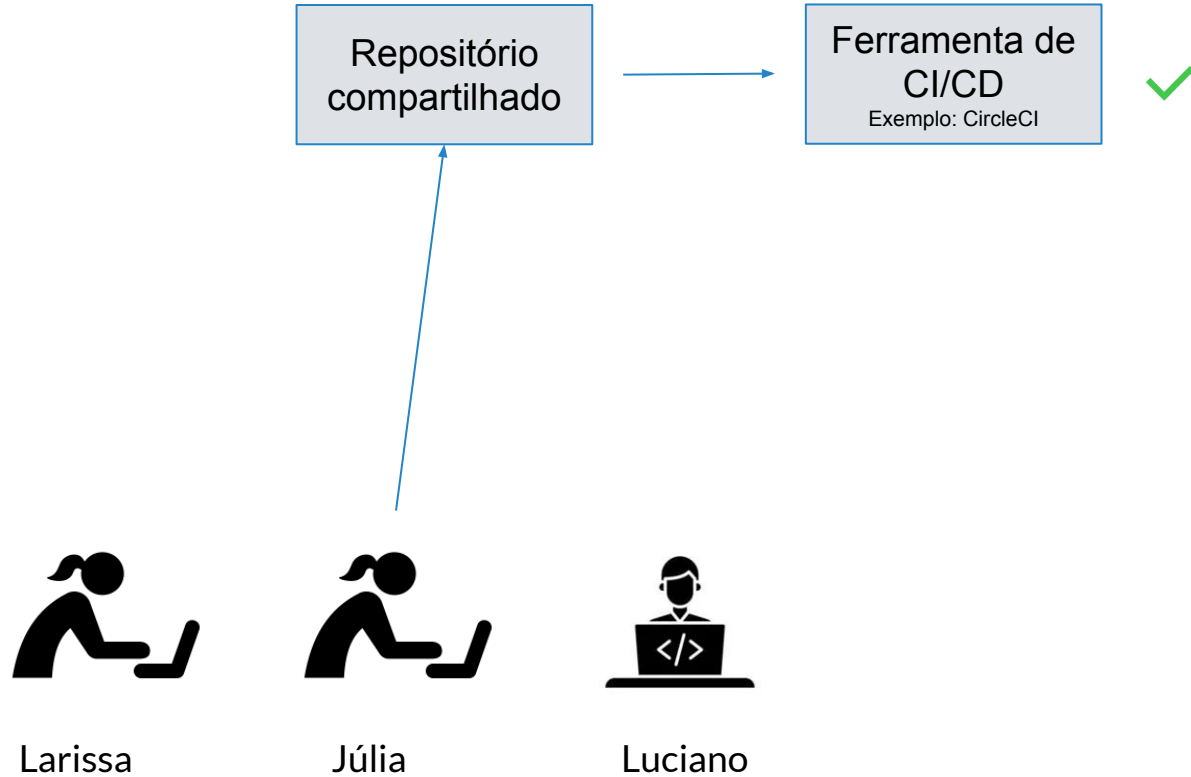 Repositório
compartilhado
Ferramenta de
CI/CD
Exemplo: CircleCI
</>
Larissa
Júlia
Luciano